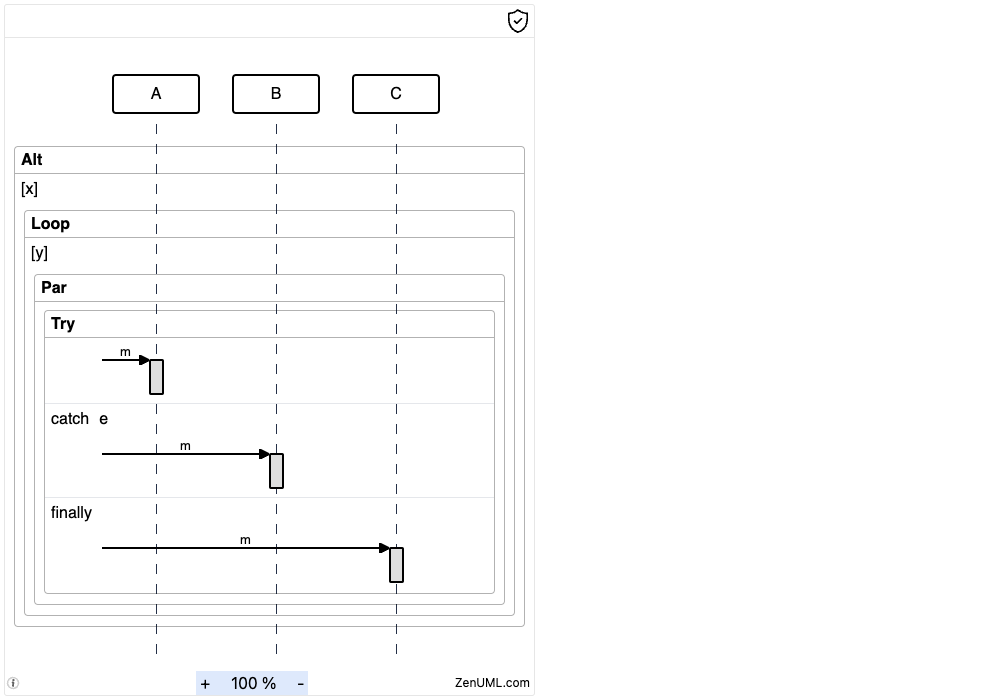 A B C
Alt
[x]
Loop
[y]
Par
Try
m
catch e
m
finally
m
+ 100 % -
ZenUML.com